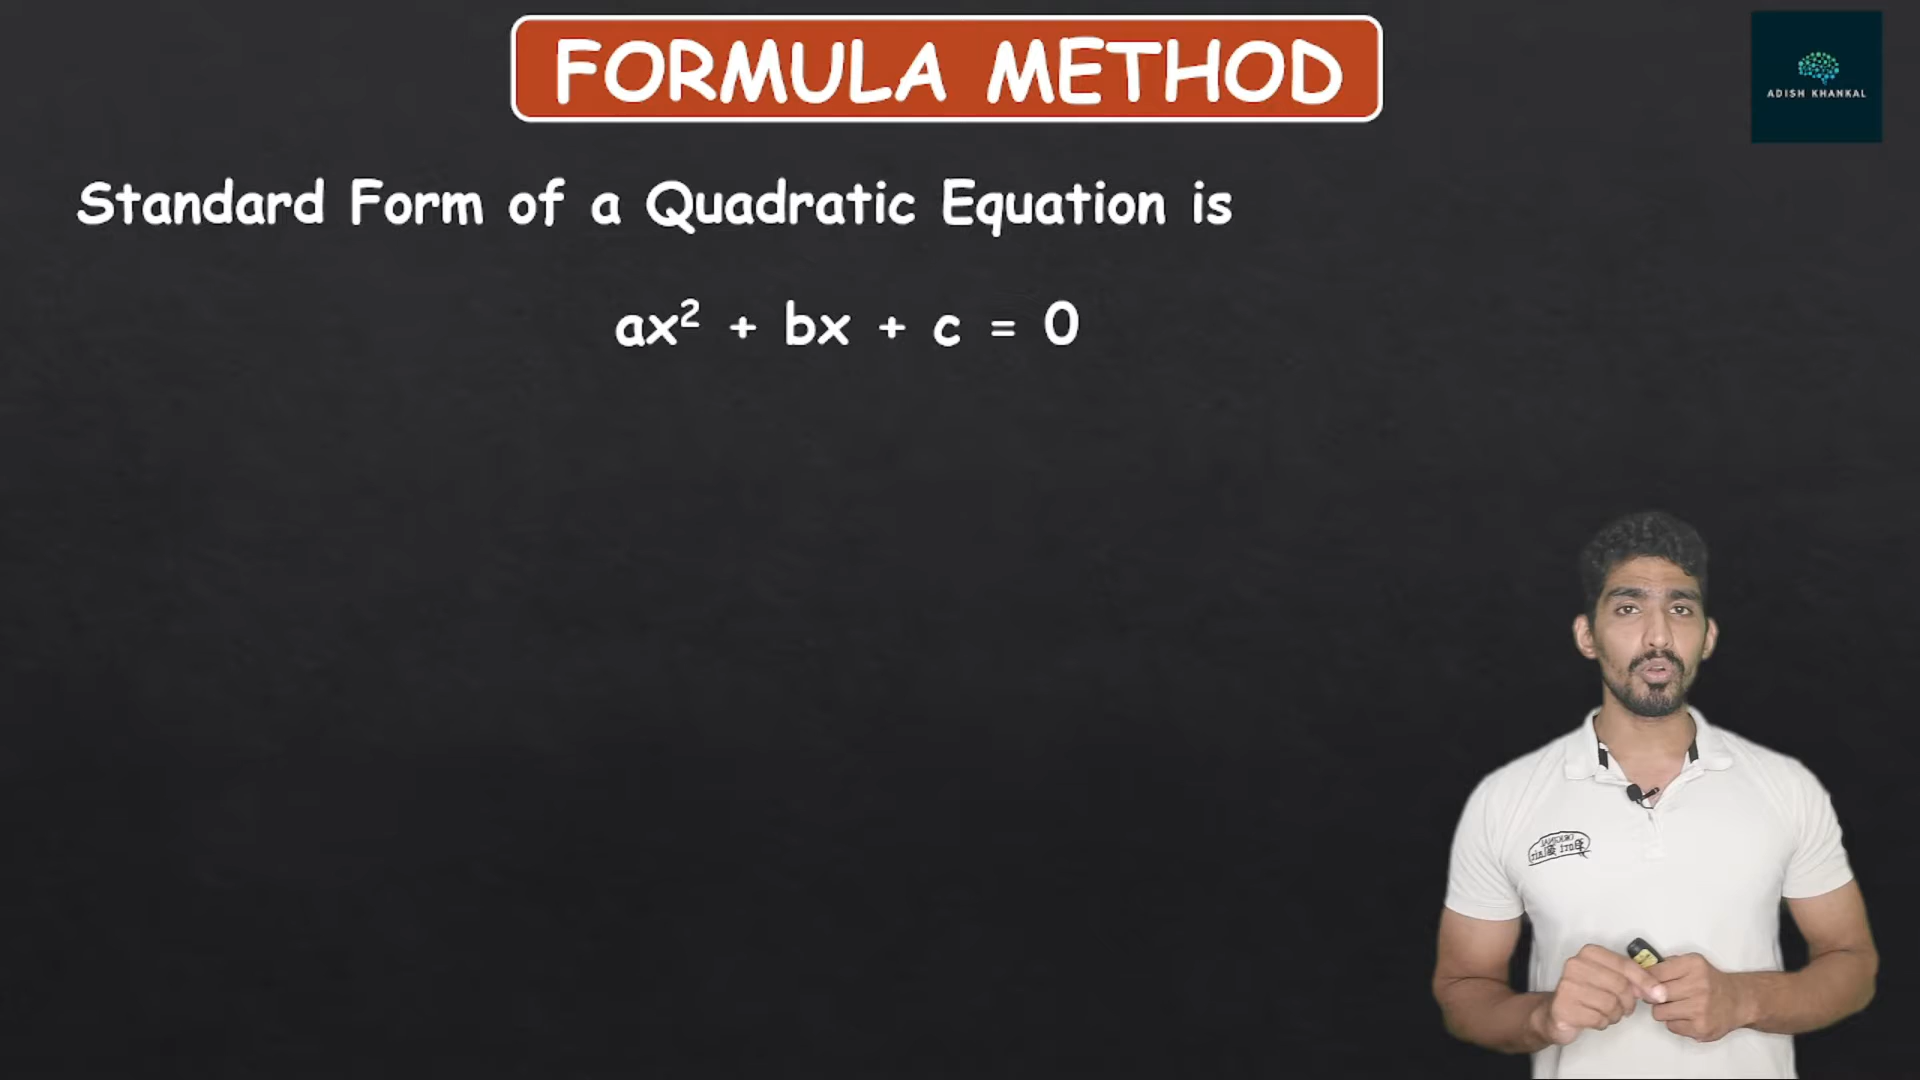 FORMULA METHOD
ADISH KHANKAL
Standard Form of a Quadratic Equation is
ax² + bx + c = 0